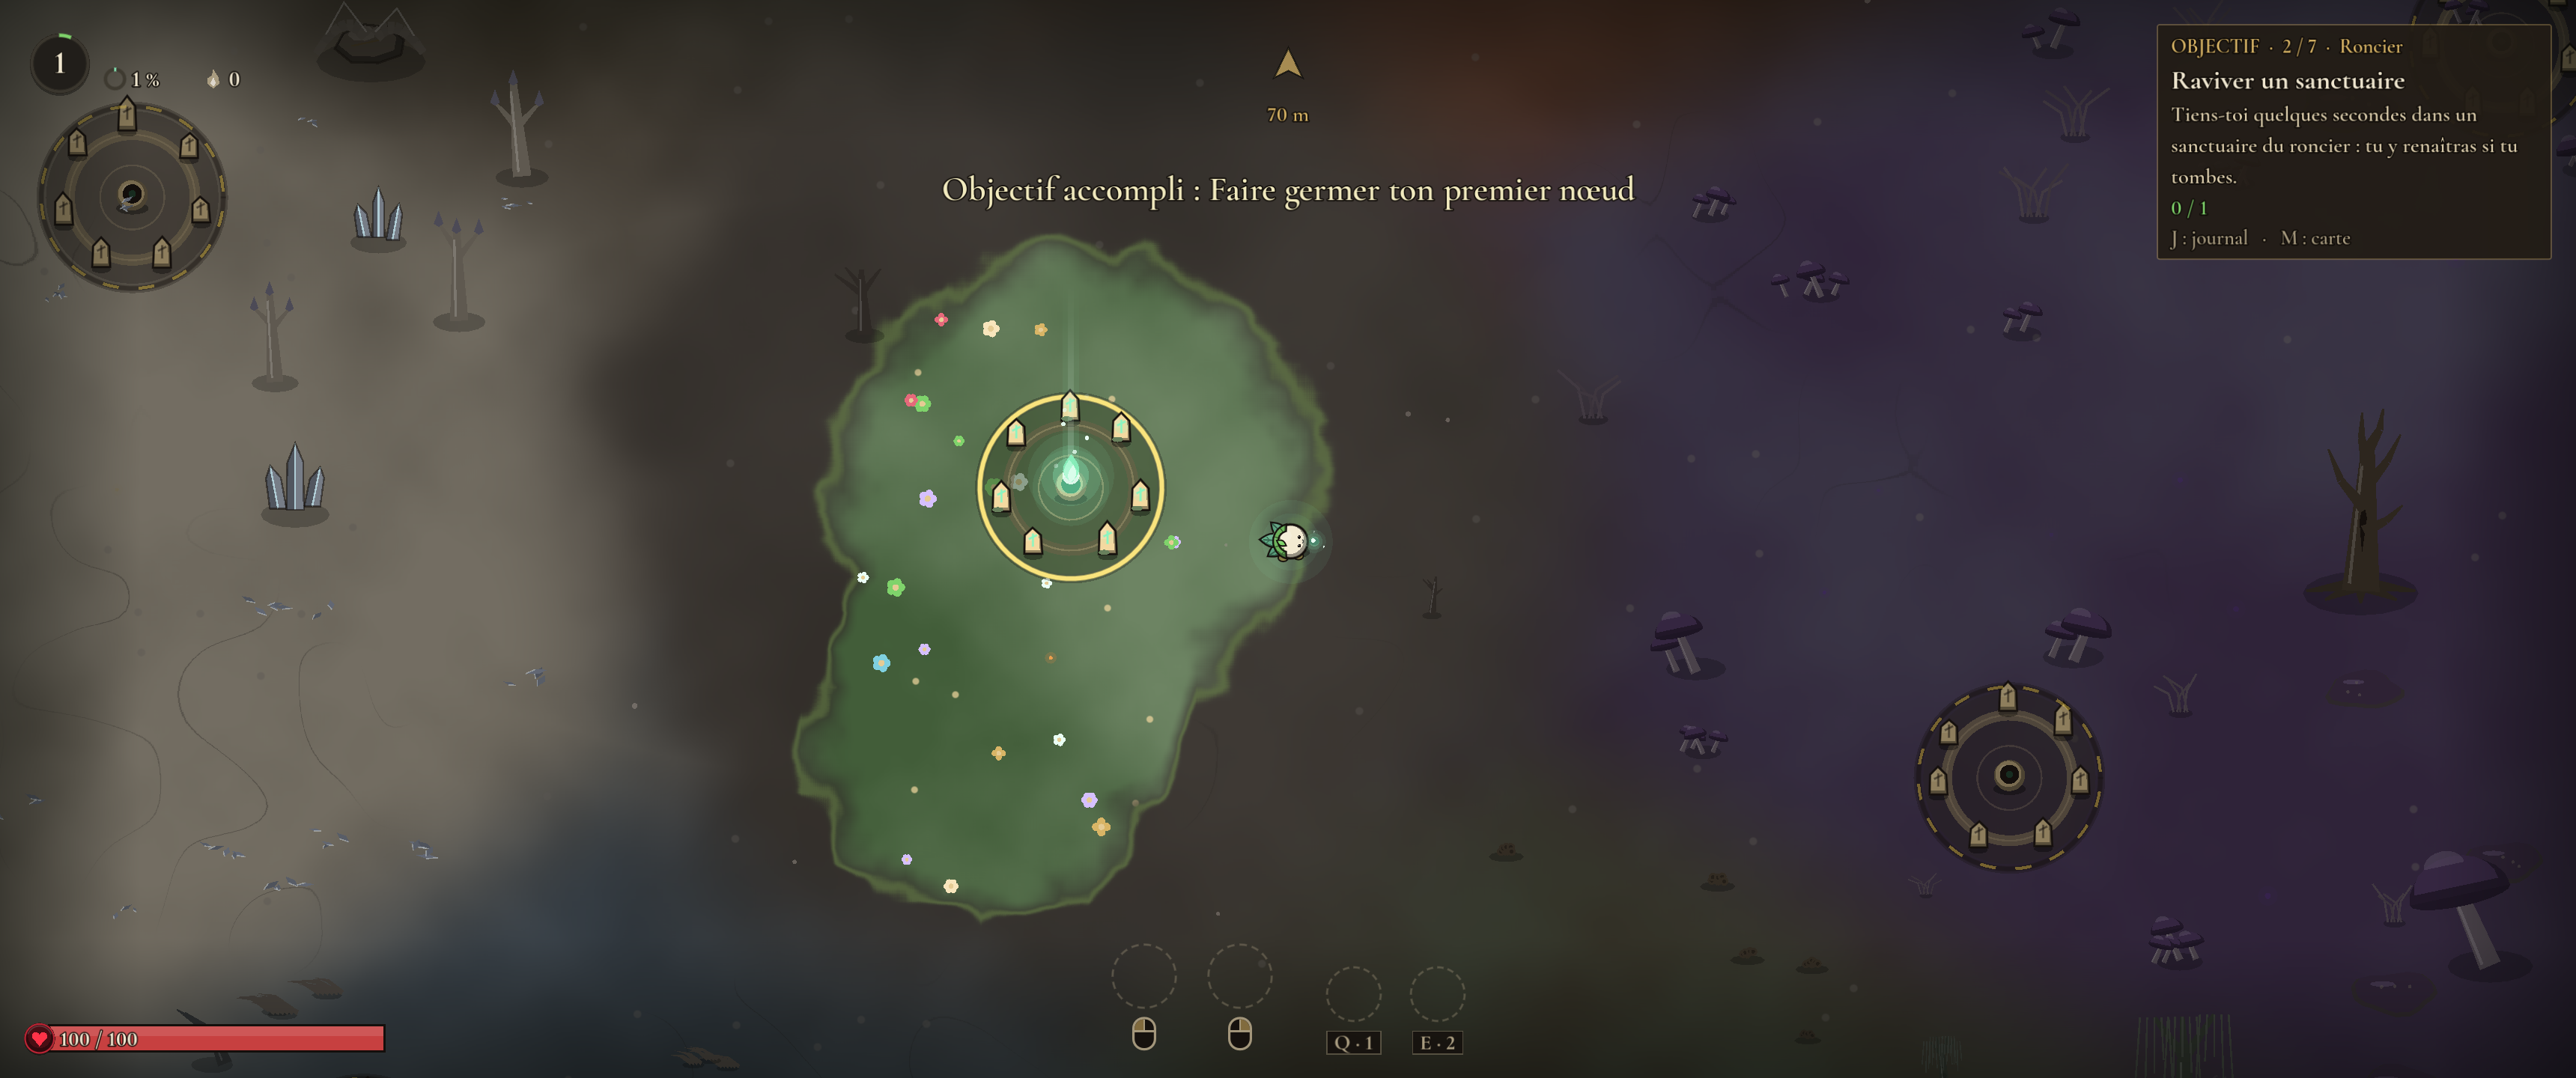 1
1 %
0
70 m
Objectif accompli : Faire germer ton premier nœud
OBJECTIF · 2 / 7 · Roncier
Raviver un sanctuaire
Tiens-toi quelques secondes dans un
sanctuaire du roncier : tu y renaîtras si tu
tombes.
0 / 1
J : journal · M : carte
100 / 100
Q · 1
E · 2